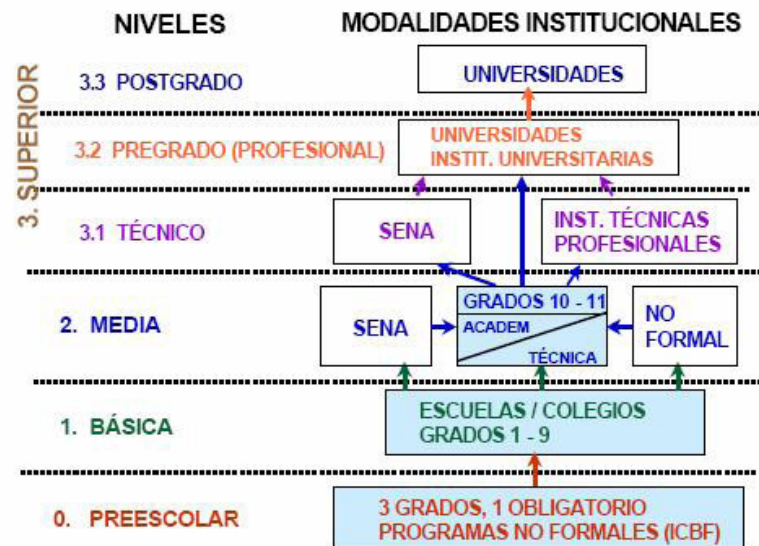 NIVELES
MODALIDADES INSTITUCIONALES
3. SUPERIOR
3.3 POSTGRADO
UNIVERSIDADES
3.2 PREGRADO (PROFESIONAL)
UNIVERSIDADES
INSTIT. UNIVERSITARIAS
3.1 TÉCNICO
SENA
INST. TÉCNICAS
PROFESIONALES
2. MEDIA
SENA
GRADOS 10 - 11
ACADEM
TÉCNICA
NO
FORMAL
1. BÁSICA
ESCUELAS / COLEGIOS
GRADOS 1 - 9
0. PREESCOLAR
3 GRADOS, 1 OBLIGATORIO
PROGRAMAS NO FORMALES (ICBF)